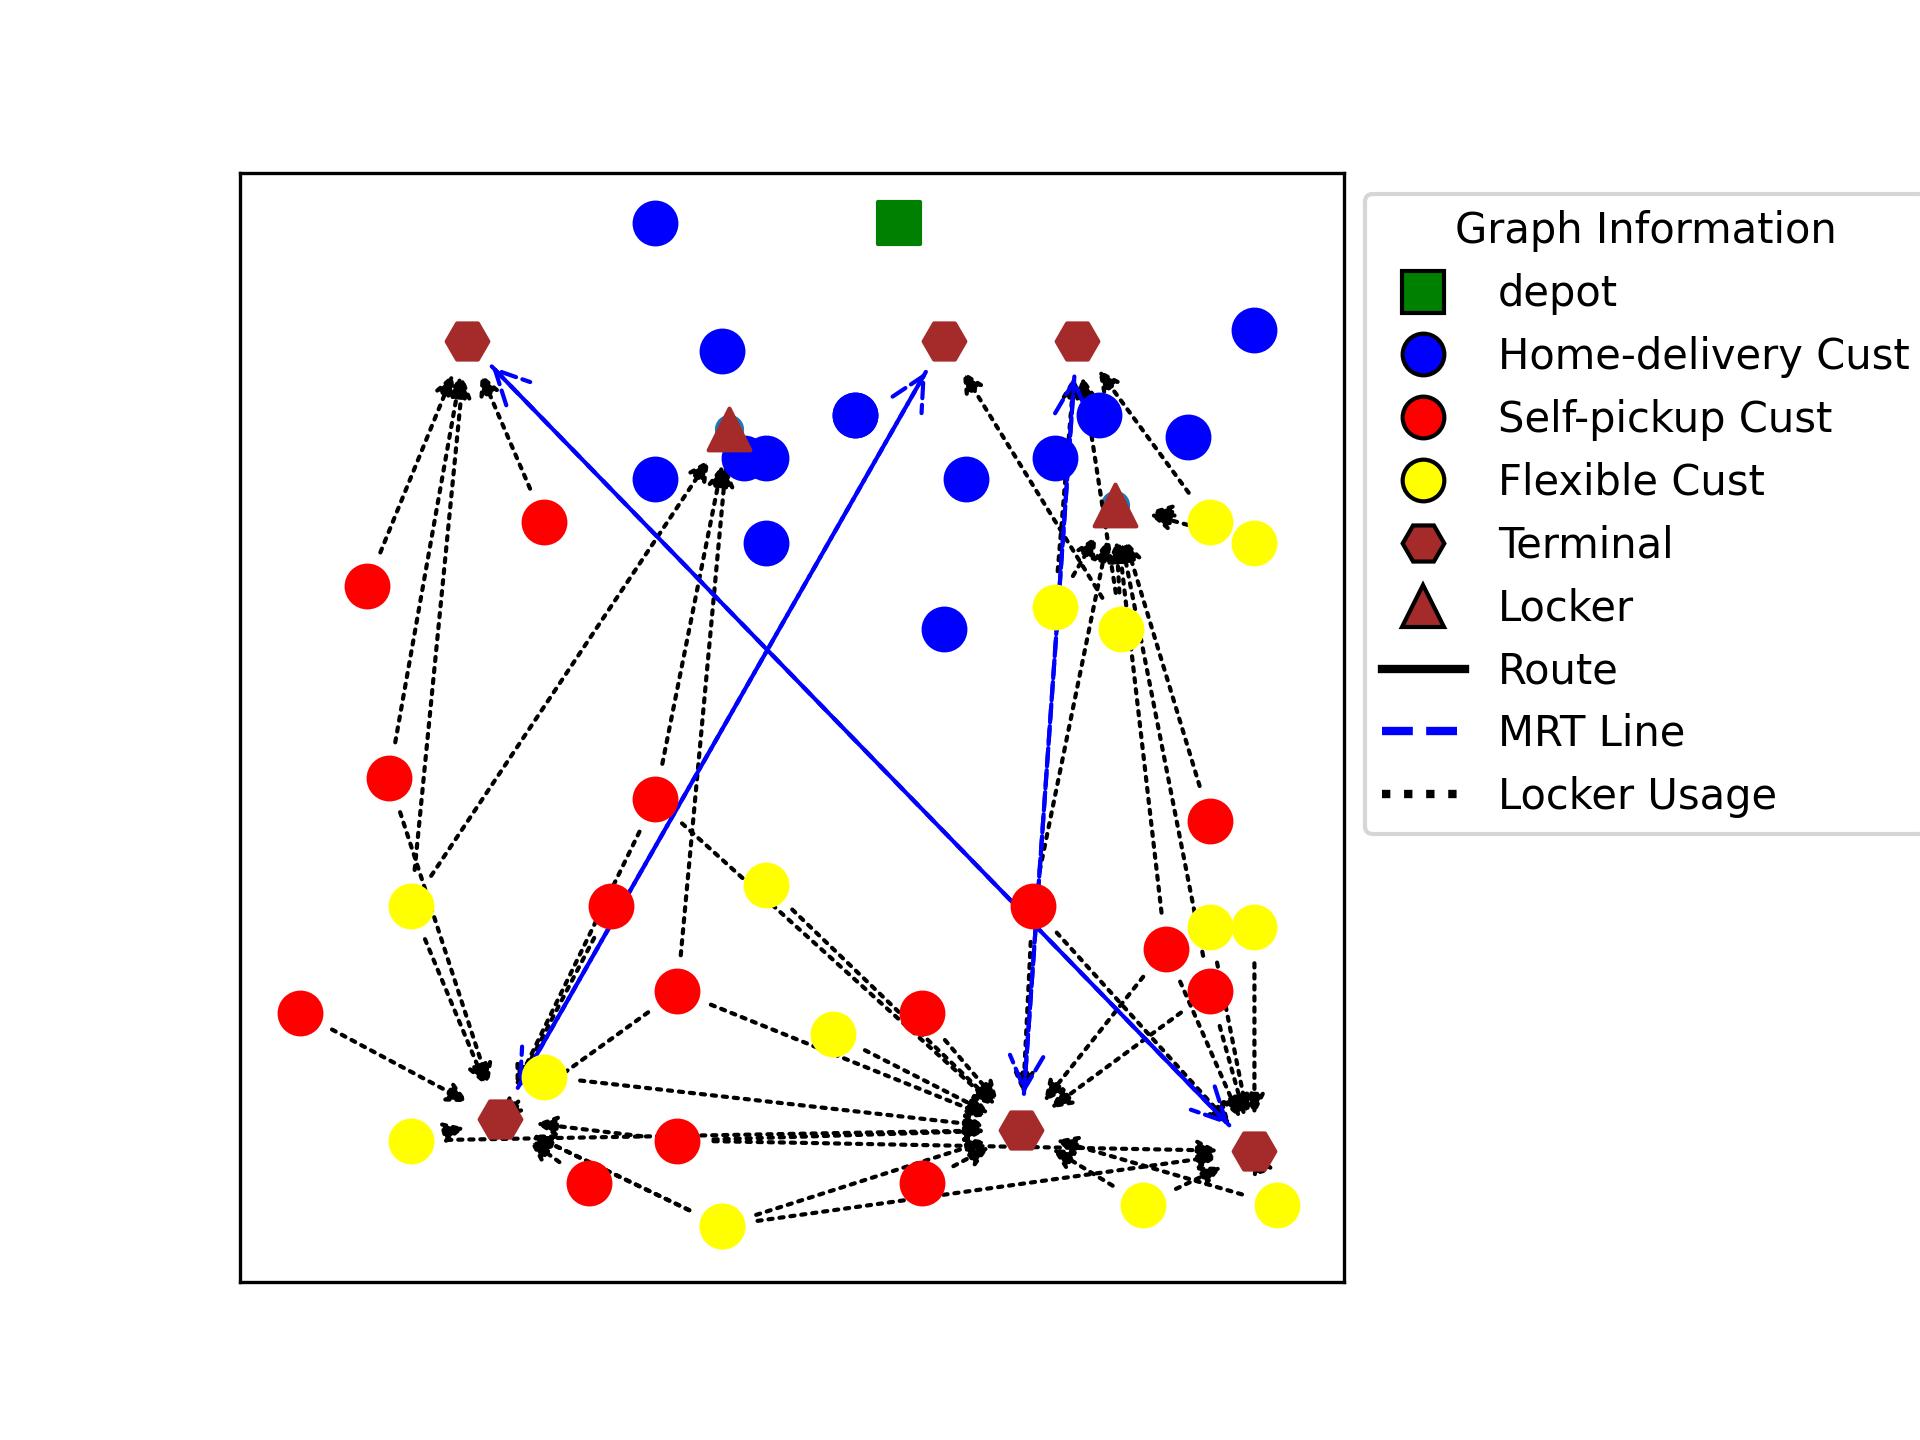 Graph Information
depot
Home-delivery Cust
Self-pickup Cust
Flexible Cust
Terminal
Locker
Route
MRT Line
Locker Usage